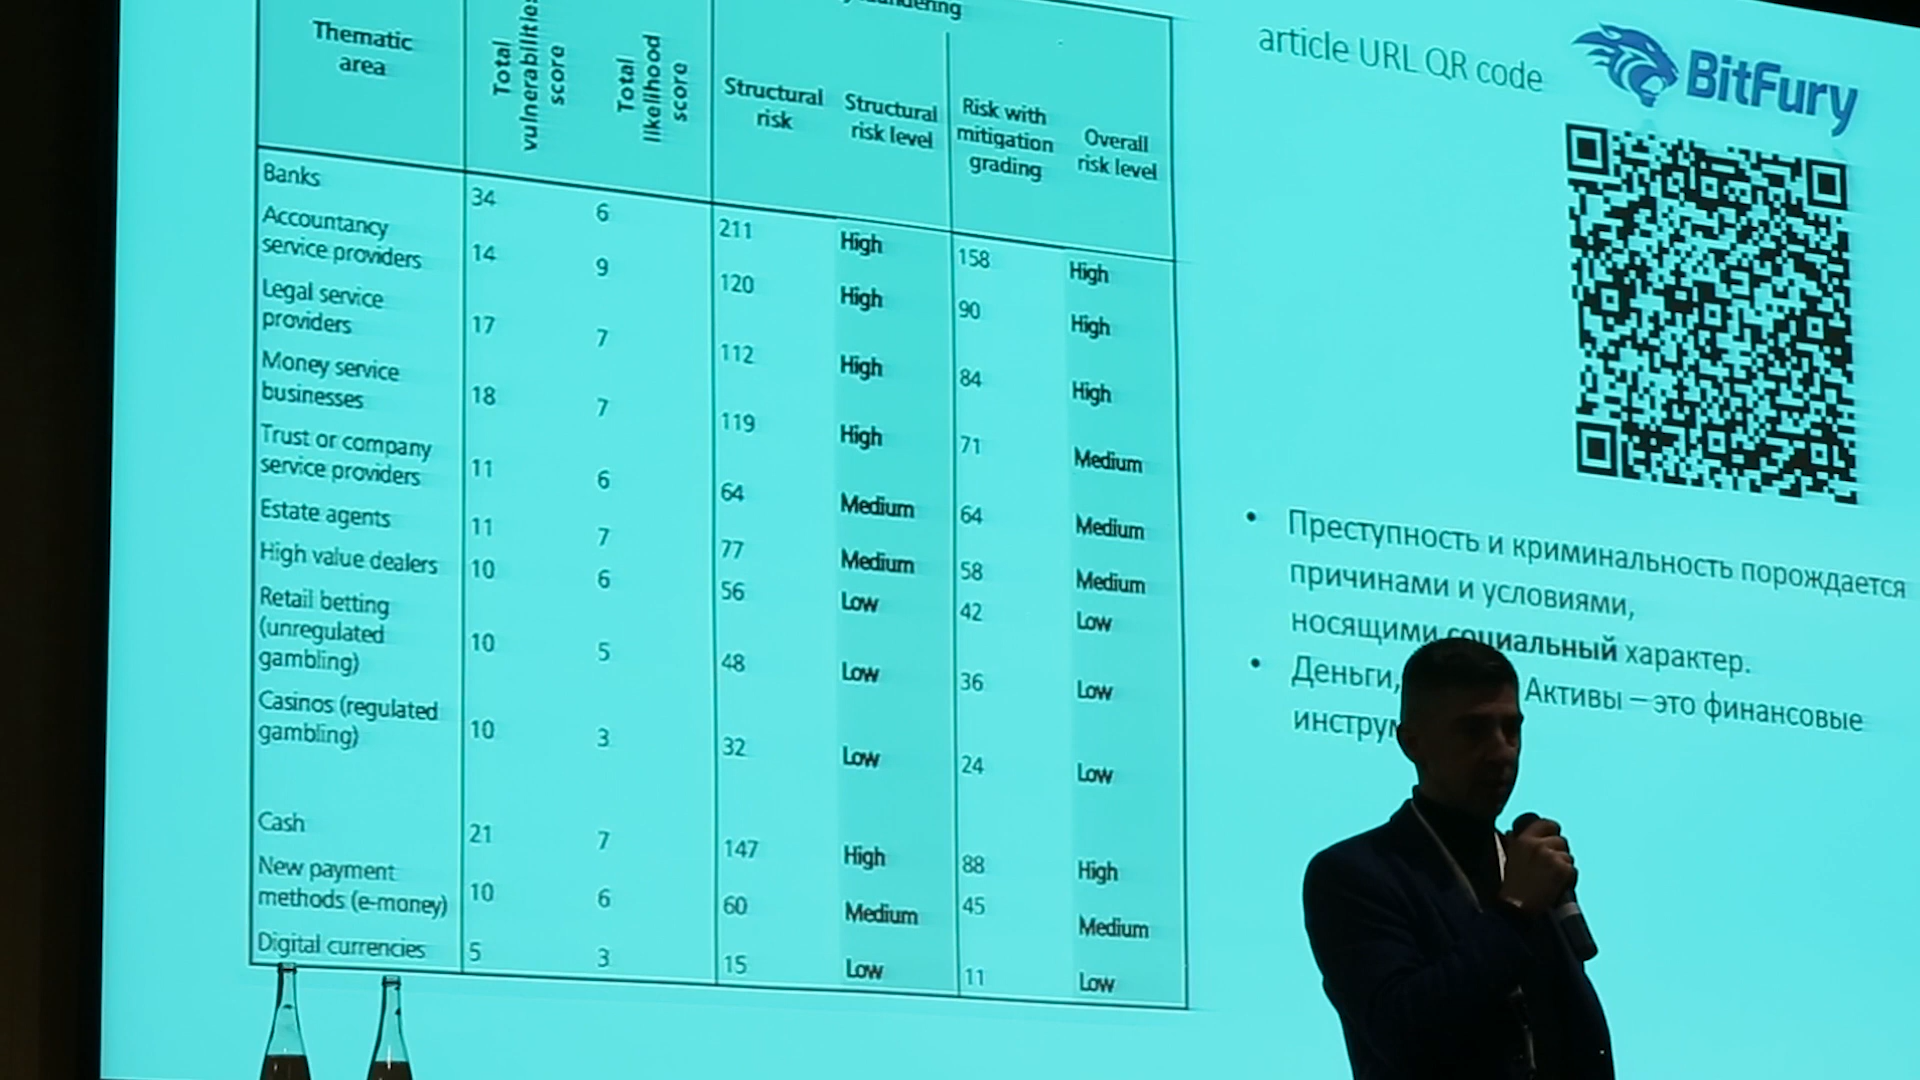 Thematic
area
Total
vulnerabilities
score
Total
likelihood
score
Structural
risk
Structural
risk level
Risk with
mitigation
grading
Overall
risk level
Banks 34 6 211 High 158 High
Accountancy
service providers 14 9 120 High 90 High
Legal service
providers 17 7 112 High 84 High
Money service
businesses 18 7 119 High 71 Medium
Trust or company
service providers 11 6 64 Medium 64 Medium
Estate agents 11 7 77 Medium 58 Medium
High value dealers 10 6 56 Low 42 Low
Retail betting
(unregulated
gambling) 10 5 48 Low 36 Low
Casinos (regulated
gambling) 10 3 32 Low 24 Low
Cash 21 7 147 High 88 High
New payment
methods (e-money) 10 6 60 Medium 45 Medium
Digital currencies 5 3 15 Low 11 Low
article URL QR code
BitFury
• Преступность и криминальность порождается
причинами и условиями,
носящими социальный характер.
• Деньги, Активы – это финансовые